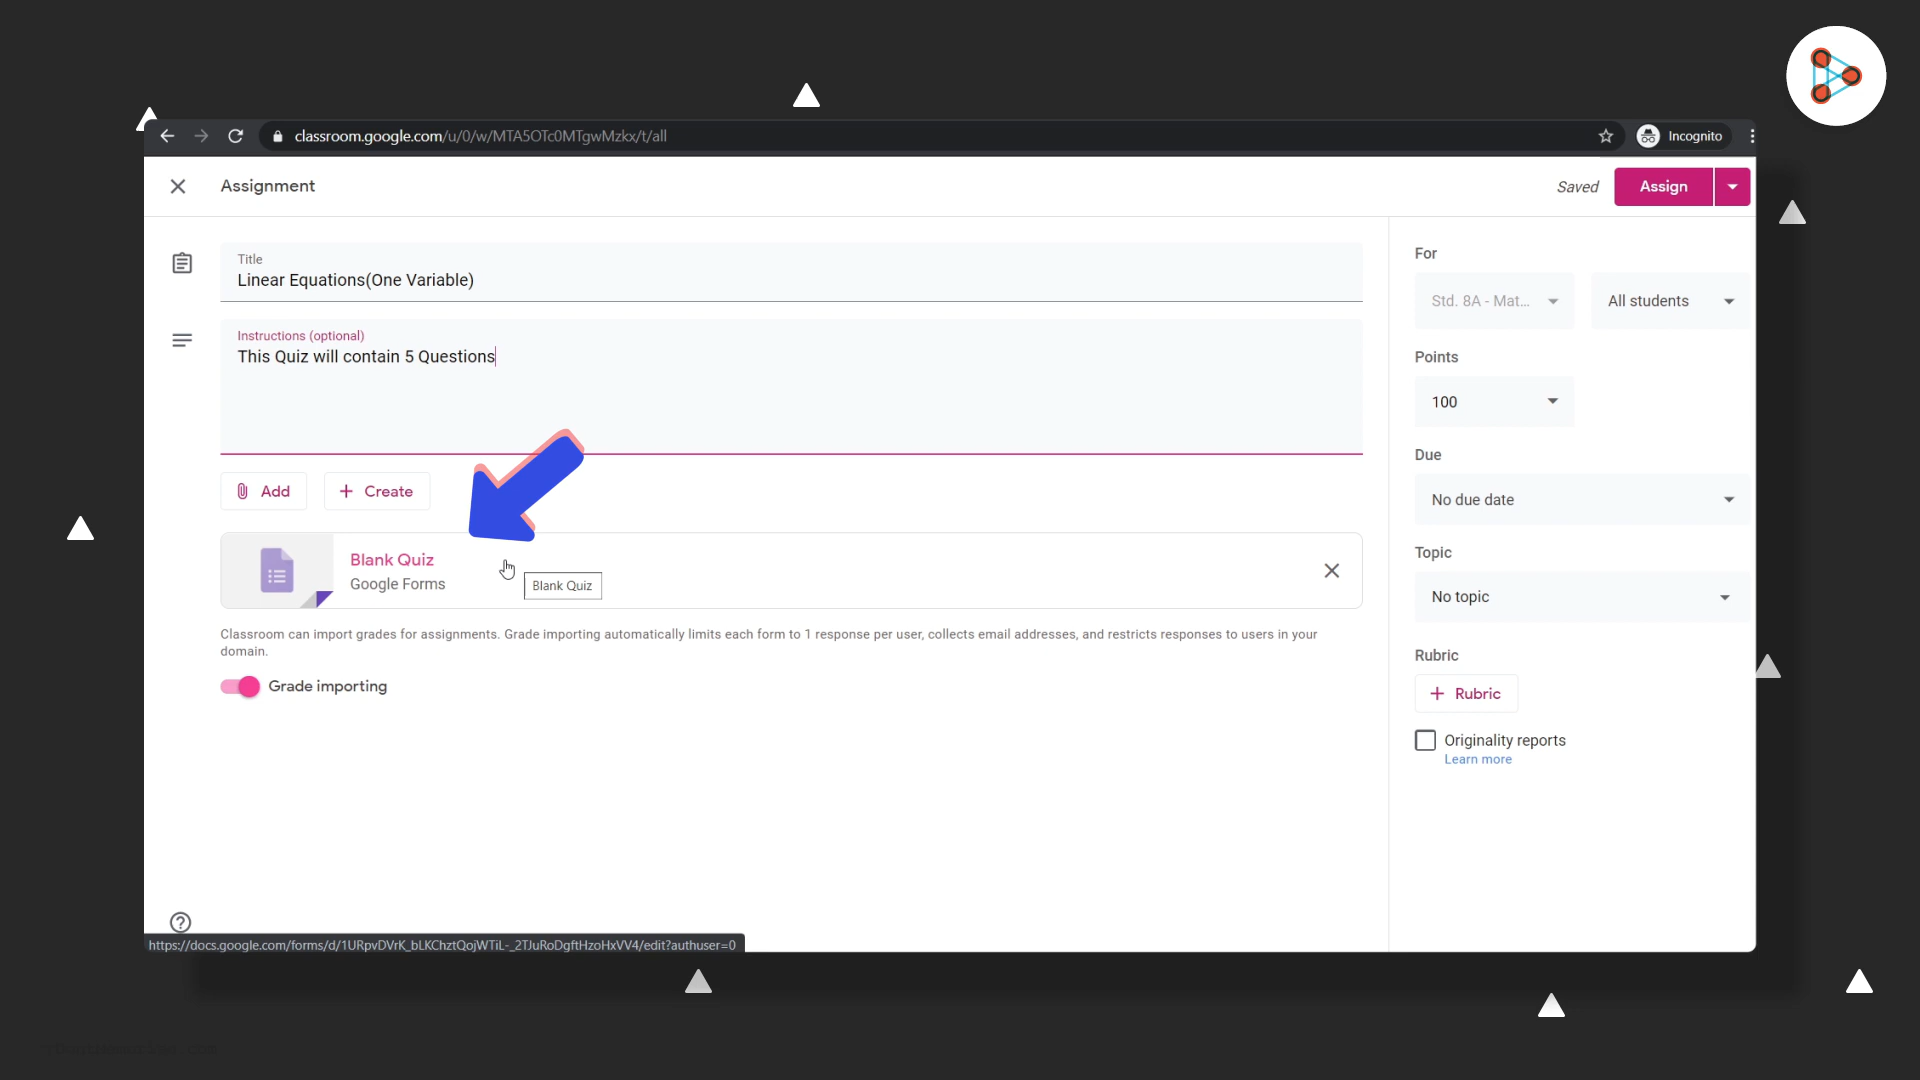 classroom.google.com/u/0/w/MTA5OTc0MTgwMzkx/t/all
Incognito
Assignment
Saved
Assign
Title
Linear Equations(One Variable)
Instructions (optional)
This Quiz will contain 5 Questions
Add
Create
Blank Quiz
Google Forms
Blank Quiz
Classroom can import grades for assignments. Grade importing automatically limits each form to 1 response per user, collects email addresses, and restricts responses to users in your
domain.
Grade importing
For
Std. 8A - Mat...
All students
Points
100
Due
No due date
Topic
No topic
Rubric
Rubric
Originality reports
Learn more
https://docs.google.com/forms/d/1URpvDVrK_bLKChztQojWTiL-_2TJuRoDgftHzoHxVV4/edit?authuser=0